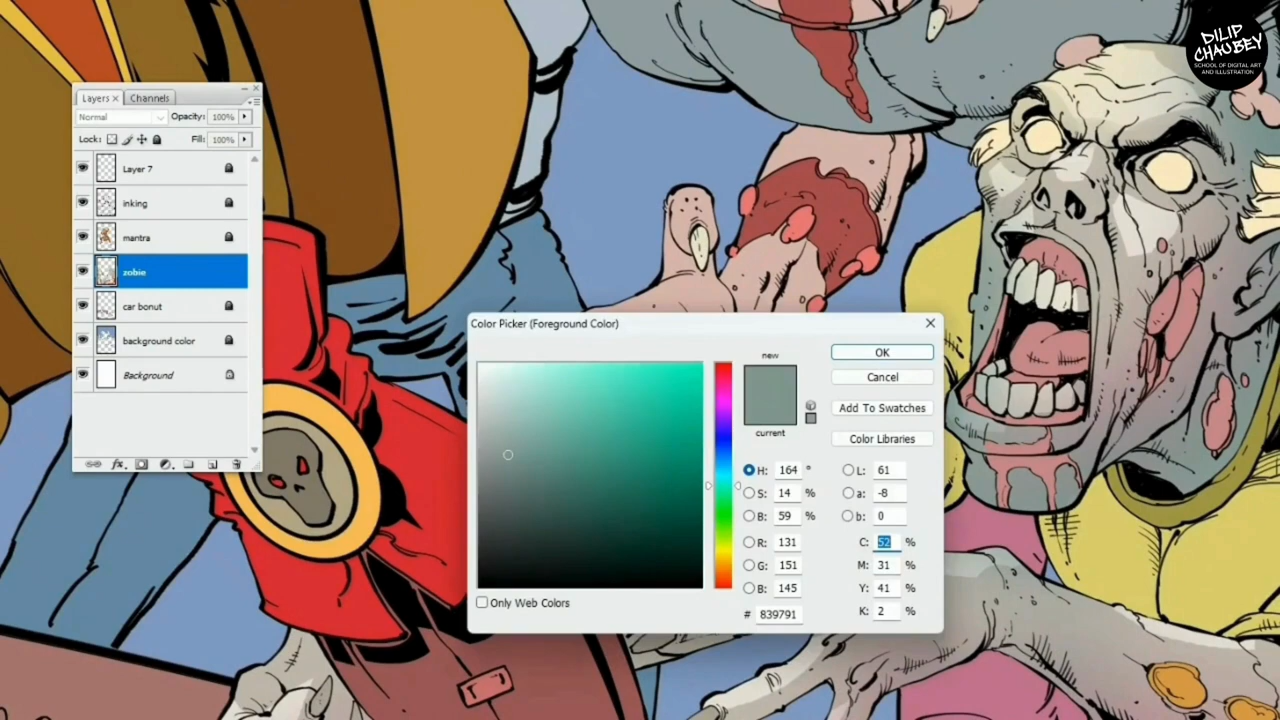 DILIP
CHAUBEY
SCHOOL OF DIGITAL ART
AND ILLUSTRATION
Layers × Channels
Normal Opacity: 100%
Lock: Fill: 100%
Layer 7
inking
mantra
zobie
car bonut
background color
Background
fx
Color Picker (Foreground Color)
new
current
OK
Cancel
Add To Swatches
Color Libraries
H: 164 ° L: 61
S: 14 % a: -8
B: 59 % b: 0
R: 131 C: 52 %
G: 151 M: 31 %
B: 145 Y: 41 %
# 839791 K: 2 %
Only Web Colors